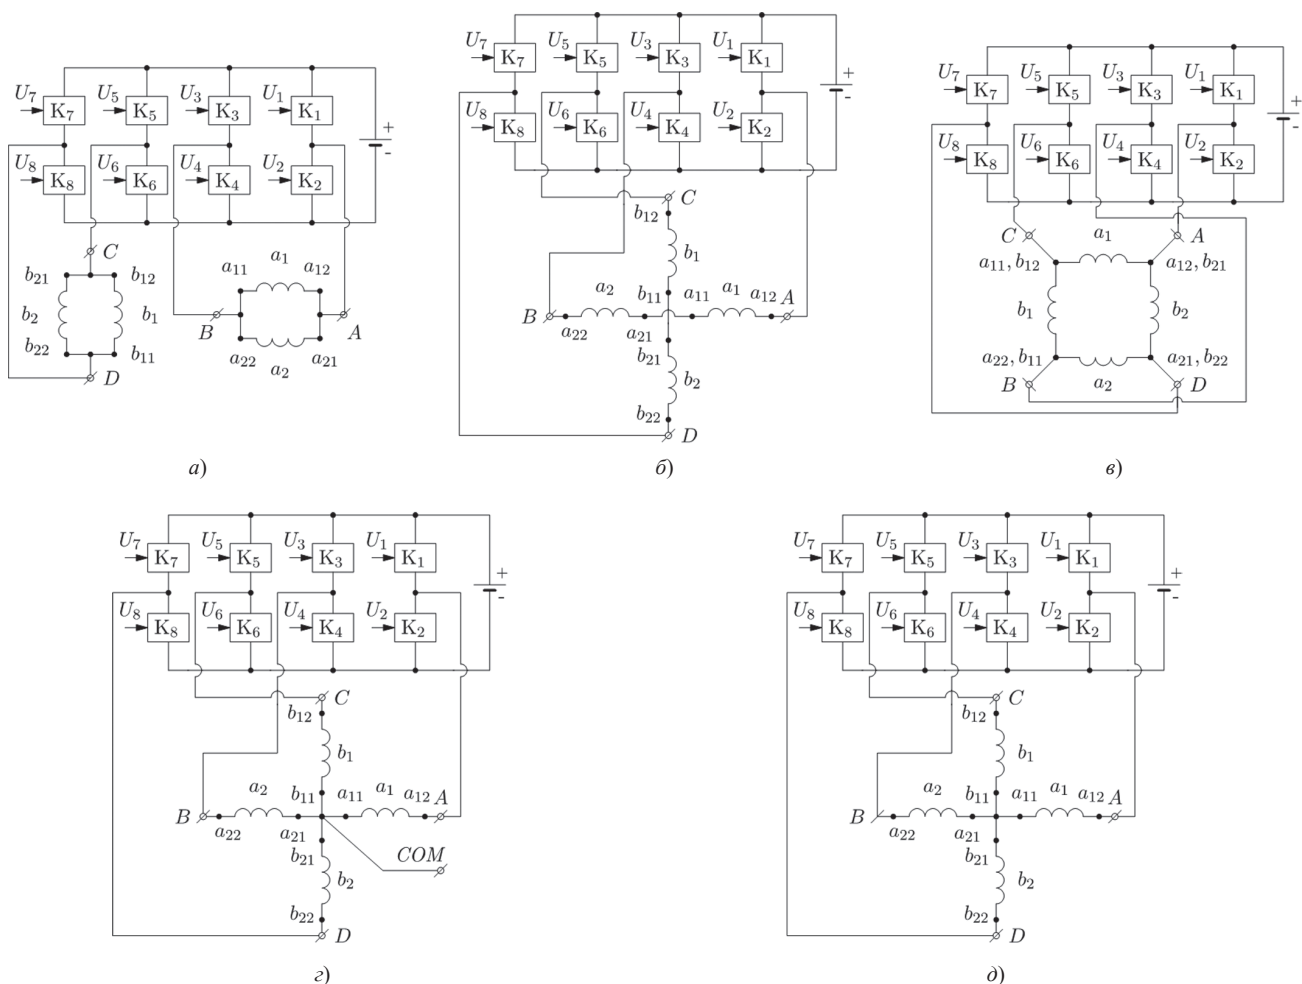 U7 U5 U3 U1
K7 K5 K3 K1 +
-
U8 U6 U4 U2
K8 K6 K4 K2
C
b21 b12 a11 a1 a12
b2 b1 B A
b22 b11 a22 a2 a21
D
а)
U7 U5 U3 U1
K7 K5 K3 K1 +
-
U8 U6 U4 U2
K8 K6 K4 K2
C
b12
b1
a2 b11 a11 a1 a12 A
B
a22 a21
b21
b2
b22
D
б)
U7 U5 U3 U1
K7 K5 K3 K1 +
-
U8 U6 U4 U2
K8 K6 K4 K2
C a1 A
a11, b12 a12, b21
b1 b2
a22, b11 a21, b22
B a2 D
в)
U7 U5 U3 U1
K7 K5 K3 K1 +
-
U8 U6 U4 U2
K8 K6 K4 K2
C
b12
b1
a2 b11 a11 a1 a12 A
B
a22 a21
b21 COM
b2
b22
D
г)
U7 U5 U3 U1
K7 K5 K3 K1 +
-
U8 U6 U4 U2
K8 K6 K4 K2
C
b12
b1
a2 b11 a11 a1 a12 A
B
a22 a21
b21
b2
b22
D
д)